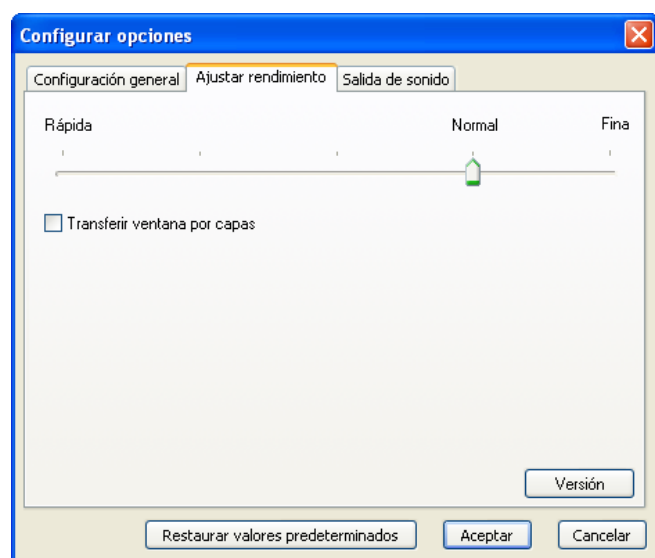 Configurar opciones
Configuración general Ajustar rendimiento Salida de sonido
Rápida Normal Fina
Transferir ventana por capas
Versión
Restaurar valores predeterminados Aceptar Cancelar